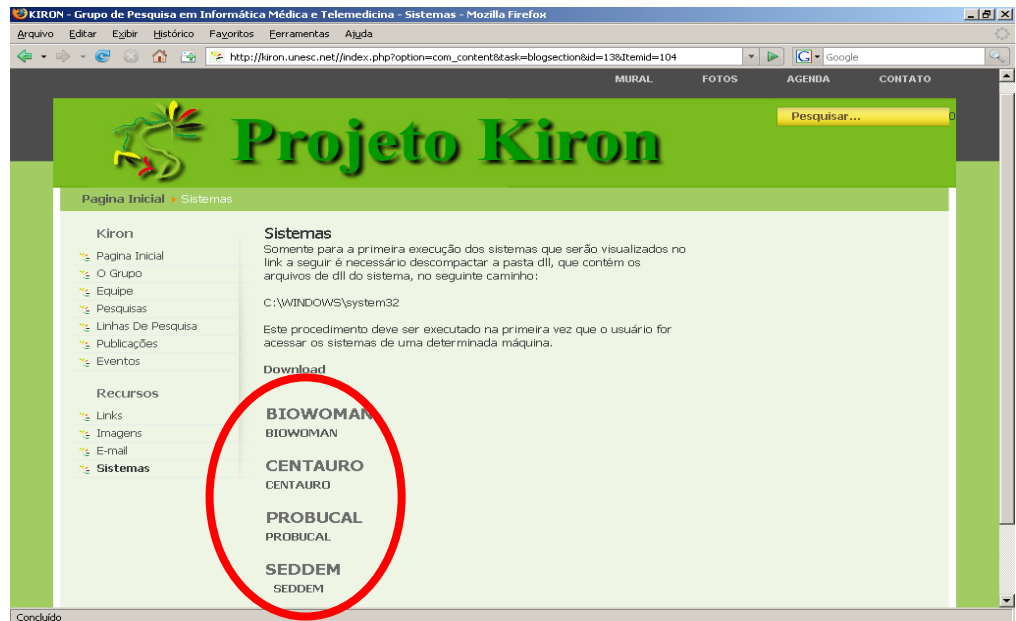 KIRON - Grupo de Pesquisa em Informática Médica e Telemedicina - Sistemas - Mozilla Firefox
Arquivo Editar Exibir Histórico Favoritos Ferramentas Ajuda
http://kiron.unesc.net//index.php?option=com_content&task=blogsection&id=13&Itemid=104
G Google
MURAL FOTOS AGENDA CONTATO
Projeto Kiron
Pesquisar...
Pagina Inicial Sistemas
Kiron
Pagina Inicial
O Grupo
Equipe
Pesquisas
Linhas De Pesquisa
Publicações
Eventos
Recursos
Links
Imagens
E-mail
Sistemas
Sistemas
Somente para a primeira execução dos sistemas que serão visualizados no
link a seguir é necessário descompactar a pasta dll, que contém os
arquivos de dll do sistema, no seguinte caminho:
C:\WINDOWS\system32
Este procedimento deve ser executado na primeira vez que o usuário for
acessar os sistemas de uma determinada máquina.
Download
BIOWOMAN
BIOWOMAN
CENTAURO
CENTAURO
PROBUCAL
PROBUCAL
SEDDEM
SEDDEM
Concluído